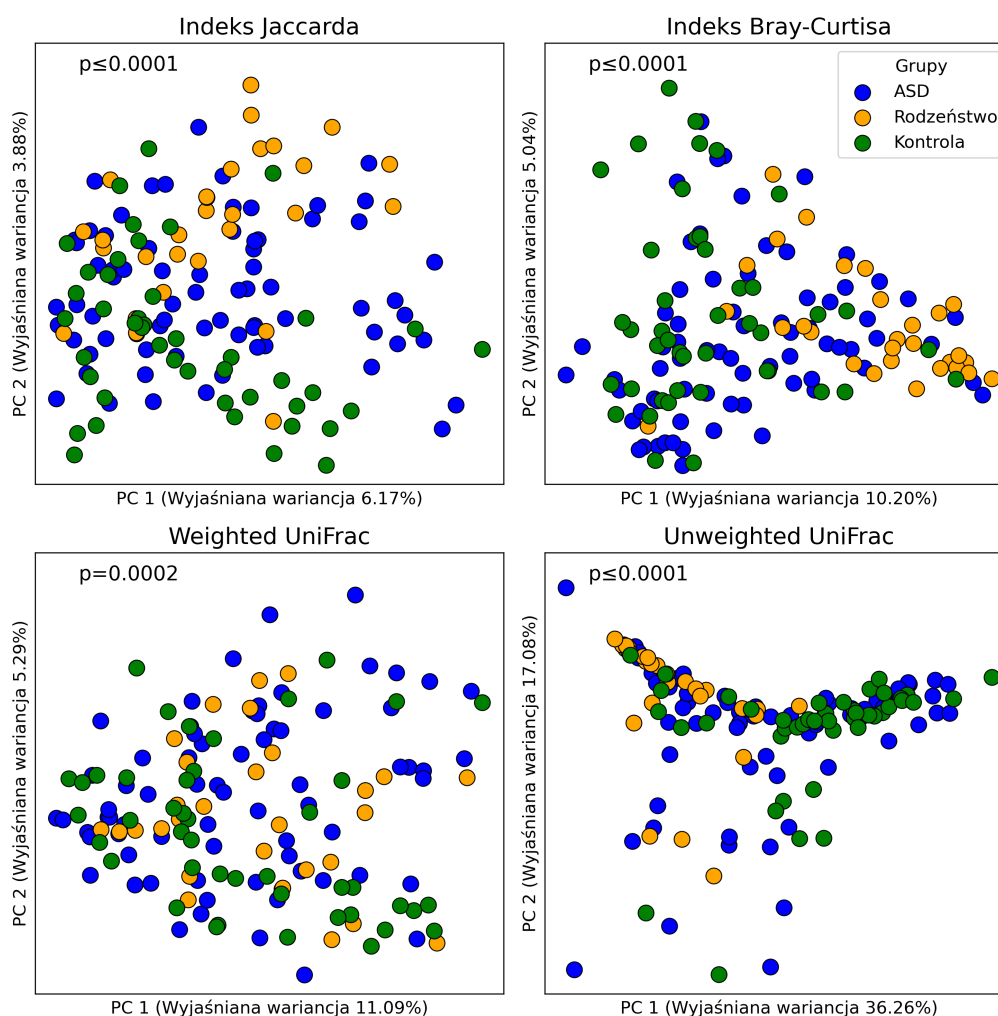 Indeks Jaccarda
p≤0.0001
PC 2 (Wyjaśniana wariancja 3.88%)
PC 1 (Wyjaśniana wariancja 6.17%)
Indeks Bray-Curtisa
p≤0.0001
Grupy
ASD
Rodzeństwo
Kontrola
PC 2 (Wyjaśniana wariancja 5.04%)
PC 1 (Wyjaśniana wariancja 10.20%)
Weighted UniFrac
p=0.0002
PC 2 (Wyjaśniana wariancja 5.29%)
PC 1 (Wyjaśniana wariancja 11.09%)
Unweighted UniFrac
p≤0.0001
PC 2 (Wyjaśniana wariancja 17.08%)
PC 1 (Wyjaśniana wariancja 36.26%)